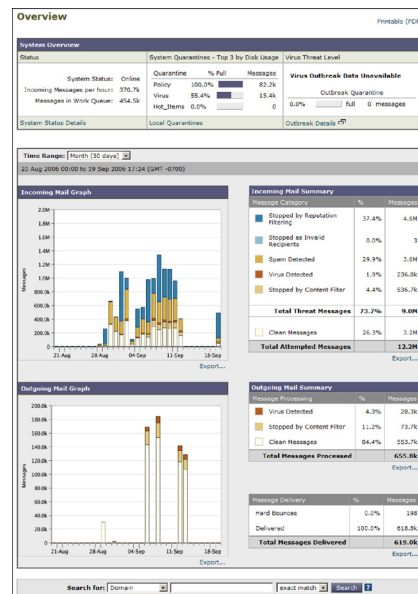 Overview
Printable (PDF
System Overview
Status
System Quarantines - Top 3 by Disk Usage
Virus Threat Level
System Status: Online
Incoming Messages per hour: 370.7k
Messages in Work Queue: 454.5k
Quarantine % Full Messages
Policy 100.0% 82.2k
Virus 55.4% 15.4k
Hot_Items 0.0% 0
Virus Outbreak Data Unavailable
Outbreak Quarantine
0.0% full 0 messages
System Status Details
Local Quarantines
Outbreak Details
Time Range: Month (30 days)
20 Aug 2006 00:00 to 19 Sep 2006 17:24 (GMT -0700)
Incoming Mail Graph
Messages
2.0M
1.8M
1.6M
1.4M
1.2M
1.0M
800.0k
600.0k
400.0k
200.0k
0
21-Aug 28-Aug 04-Sep 11-Sep 18-Sep
Export...
Incoming Mail Summary
Message Category % Messages
Stopped by Reputation Filtering 37.4% 4.6M
Stopped as Invalid Recipients 0.0% 3
Spam Detected 29.9% 3.6M
Virus Detected 1.9% 236.8k
Stopped by Content Filter 4.4% 536.7k
Total Threat Messages 73.7% 9.0M
Clean Messages 26.3% 3.2M
Total Attempted Messages 12.2M
Export...
Outgoing Mail Graph
Messages
200.0k
180.0k
160.0k
140.0k
120.0k
100.0k
80.0k
60.0k
40.0k
20.0k
0.0
21-Aug 28-Aug 04-Sep 11-Sep 18-Sep
Export...
Outgoing Mail Summary
Message Processing % Messages
Virus Detected 4.3% 28.3k
Stopped by Content Filter 11.2% 73.7k
Clean Messages 84.4% 553.7k
Total Messages Processed 655.8k
Export...
Message Delivery % Messages
Hard Bounces 0.0% 198
Delivered 100.0% 618.8k
Total Messages Delivered 619.0k
Export...
Search for: Domain exact match Search ?